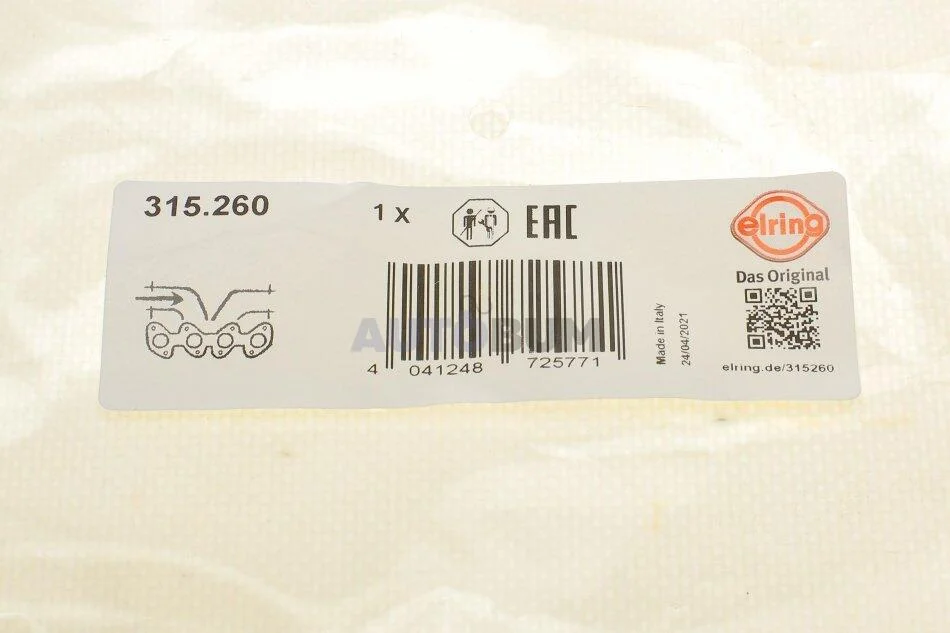 315.260
1 x
EAC
elring
Das Original
4 041248 725771
Made in Italy
24/04/2021
elring.de/315260
AUTOBUM